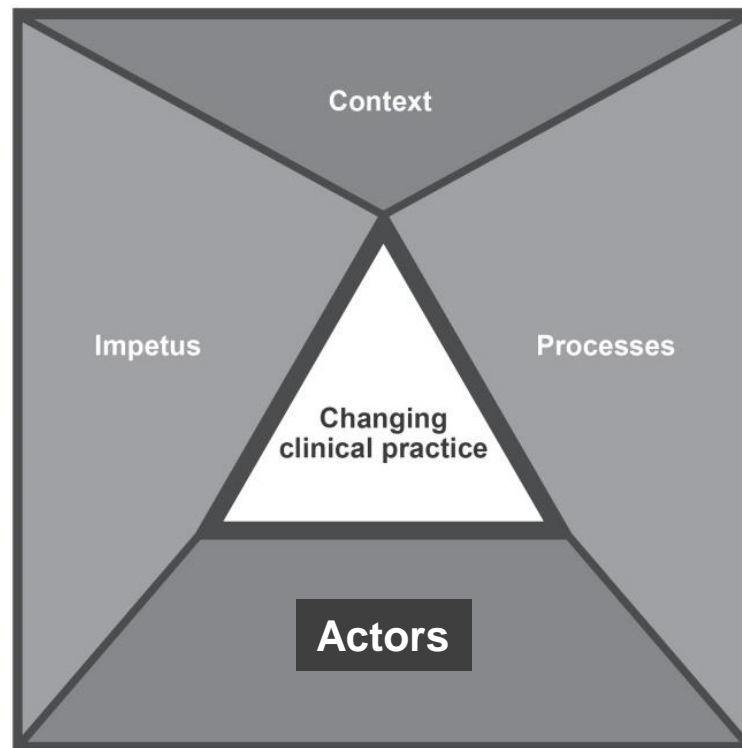 Context
Impetus
Processes
Changing
clinical practice
Actors